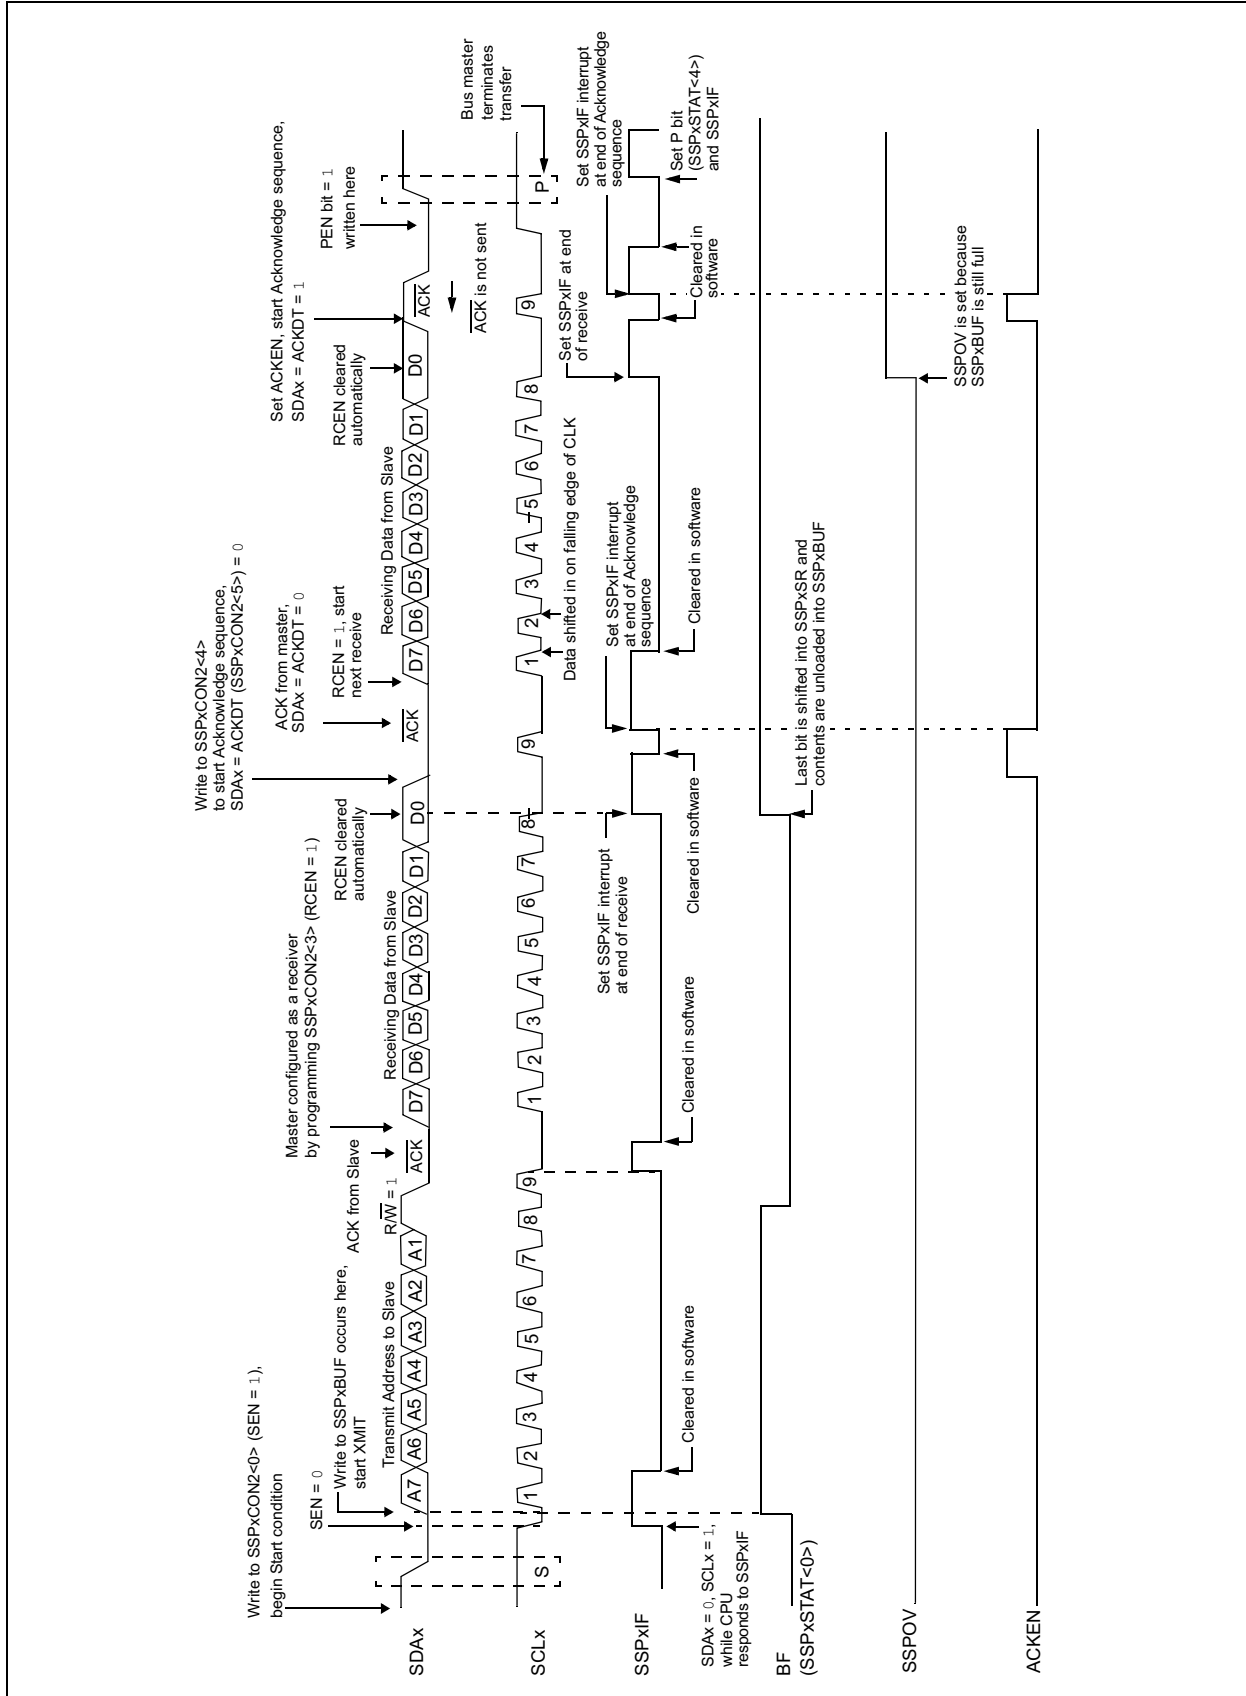 Write to SSPxCON2<4>
to start Acknowledge sequence,
SDAx = ACKDT (SSPxCON2<5>) = 0
Write to SSPxCON2<0> (SEN = 1),
begin Start condition
Master configured as a receiver
by programming SSPxCON2<3> (RCEN = 1)
ACK from master,
SDAx = ACKDT = 0
Set ACKEN, start Acknowledge sequence,
SDAx = ACKDT = 1
SEN = 0
Write to SSPxBUF occurs here,
start XMIT
ACK from Slave
RCEN cleared
automatically
RCEN = 1, start
next receive
RCEN cleared
automatically
PEN bit = 1
written here
Transmit Address to Slave
R/W = 1
Receiving Data from Slave
Receiving Data from Slave
SDAx
A7 A6 A5 A4 A3 A2 A1
ACK
D7 D6 D5 D4 D3 D2 D1 D0
ACK
D7 D6 D5 D4 D3 D2 D1 D0
ACK
ACK is not sent
Bus master
terminates
transfer
SCLx
S
1 2 3 4 5 6 7 8 9
1 2 3 4 5 6 7 8 9
1 2 3 4 5 6 7 8 9
P
Data shifted in on falling edge of CLK
Set SSPxIF interrupt
at end of receive
Set SSPxIF interrupt
at end of Acknowledge
sequence
Set SSPxIF at end
of receive
Set SSPxIF interrupt
at end of Acknowledge
sequence
SSPxIF
SDAx = 0, SCLx = 1,
while CPU
responds to SSPxIF
Cleared in software
Cleared in software
Cleared in software
Cleared in software
Cleared in
software
Set P bit
(SSPxSTAT<4>)
and SSPxIF
BF
(SSPxSTAT<0>)
Last bit is shifted into SSPxSR and
contents are unloaded into SSPxBUF
SSPOV
SSPOV is set because
SSPxBUF is still full
ACKEN